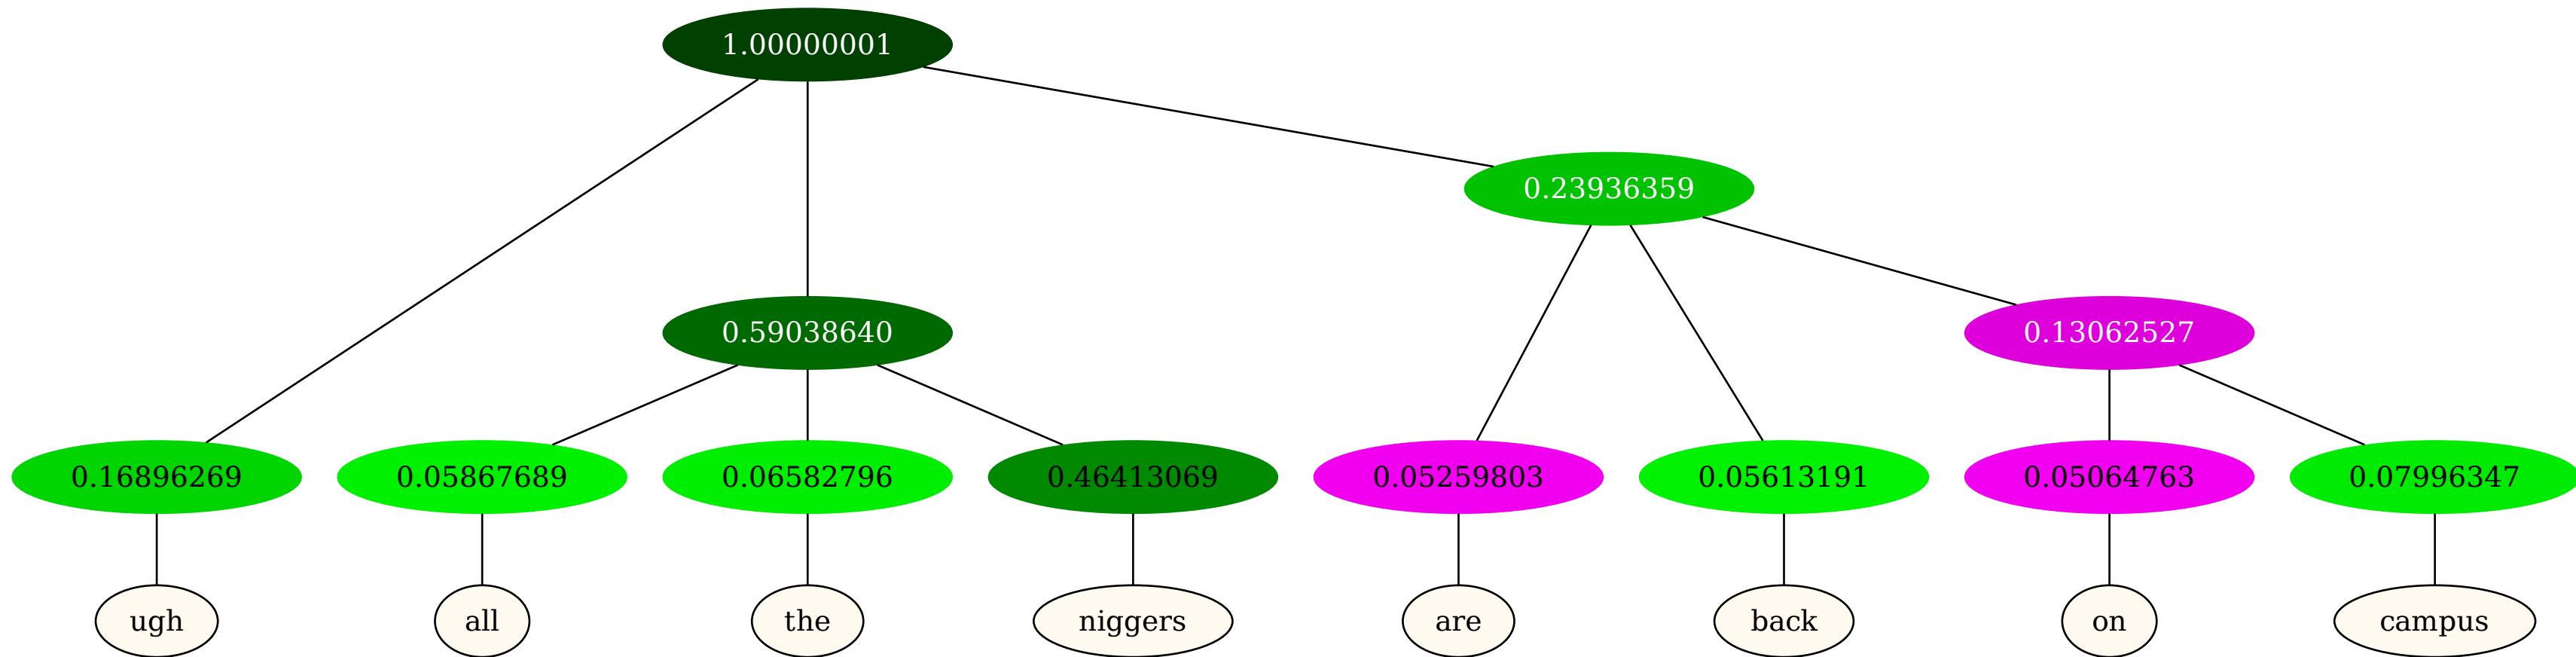 1.00000001
0.23936359
0.59038640 0.13062527
0.16896269 0.05867689 0.06582796 0.46413069 0.05259803 0.05613191 0.05064763 0.07996347
ugh all the niggers are back on campus